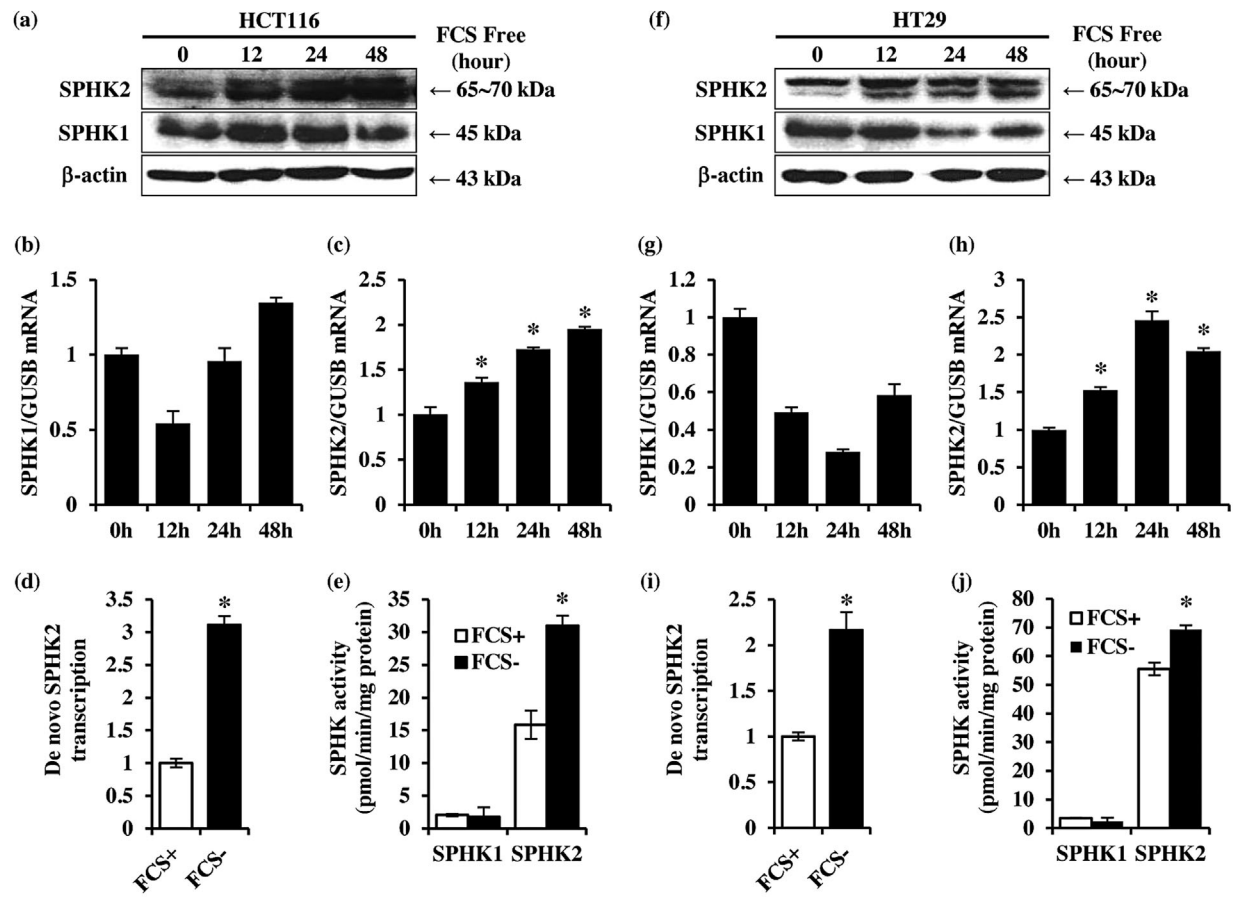 (a)
HCT116
0 12 24 48
FCS Free
(hour)
SPHK2
← 65~70 kDa
SPHK1
← 45 kDa
β-actin
← 43 kDa
(f)
HT29
0 12 24 48
FCS Free
(hour)
SPHK2
← 65~70 kDa
SPHK1
← 45 kDa
β-actin
← 43 kDa
(b)
SPHK1/GUSB mRNA
1.5
1
0.5
0
0h 12h 24h 48h
(c)
SPHK2/GUSB mRNA
2.5
2
1.5
1
0.5
0
* * *
0h 12h 24h 48h
(g)
SPHK1/GUSB mRNA
1.2
1
0.8
0.6
0.4
0.2
0
0h 12h 24h 48h
(h)
SPHK2/GUSB mRNA
3
2.5
2
1.5
1
0.5
0
* * *
0h 12h 24h 48h
(d)
De novo SPHK2
transcription
3.5
3
2.5
2
1.5
1
0.5
0
*
FCS+ FCS-
(e)
SPHK activity
(pmol/min/mg protein)
35
30
25
20
15
10
5
0
FCS+
FCS-
*
SPHK1 SPHK2
(i)
De novo SPHK2
transcription
2.5
2
1.5
1
0.5
0
*
FCS+ FCS-
(j)
SPHK activity
(pmol/min/mg protein)
80
70
60
50
40
30
20
10
0
FCS+
FCS-
*
SPHK1 SPHK2